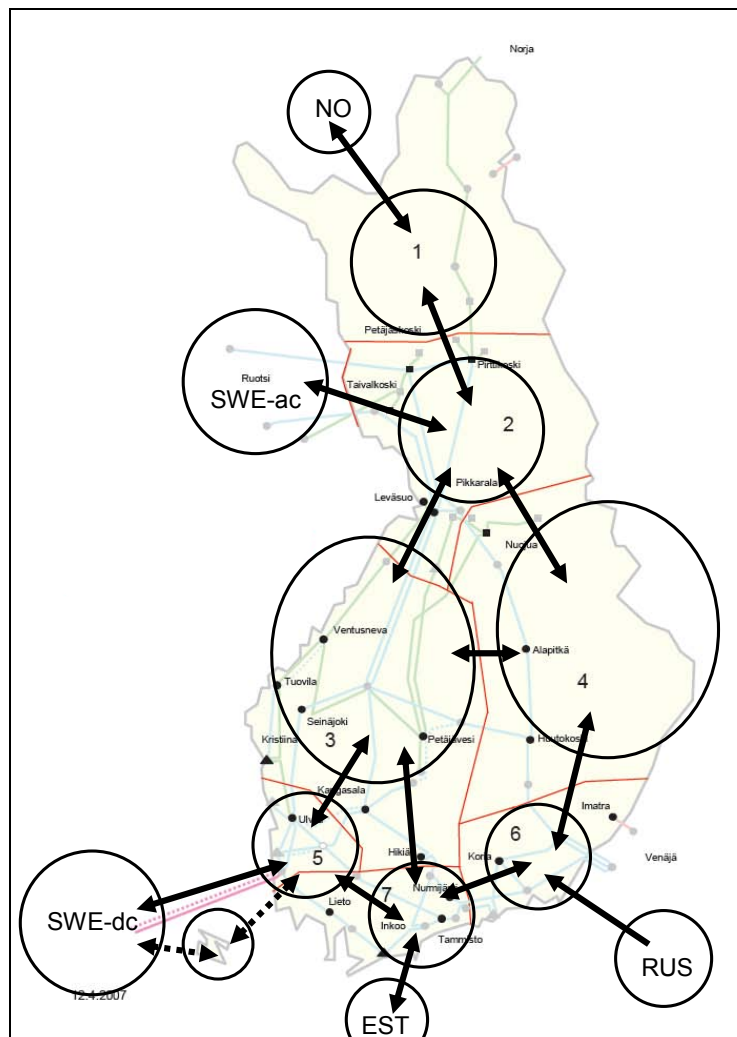 Norja
NO
1
Petäjäskoski
Pirttikoski
Ruotsi
Taivalkoski
SWE-ac
2
Pikkarala
Leväsuo
Nuojua
Ventusneva
Alapitkä
Tuovila
4
Seinäjoki
Kristiina
3
Petäjävesi
Huutokoski
Kangasala
Imatra
Ulvila
6
Hikiä
Koria
Venäjä
5
7
Nurmijärvi
SWE-dc
Lieto
Inkoo
Tammisto
RUS
12.4.2007
EST